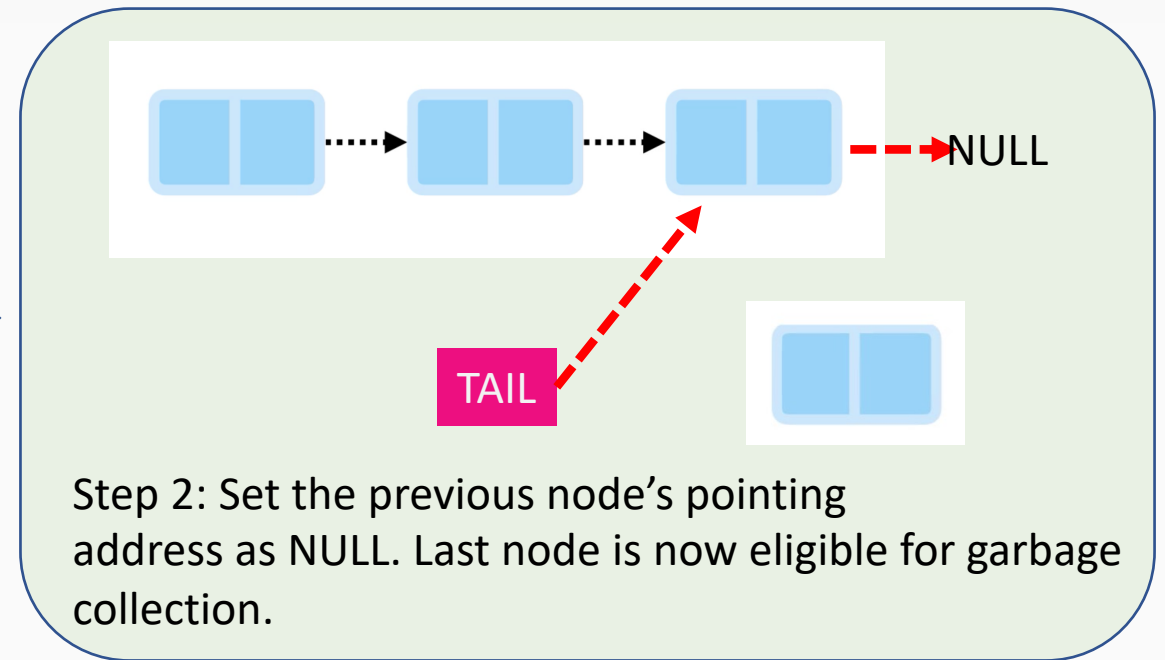 NULL
TAIL
Step 2: Set the previous node’s pointing
address as NULL. Last node is now eligible for garbage
collection.